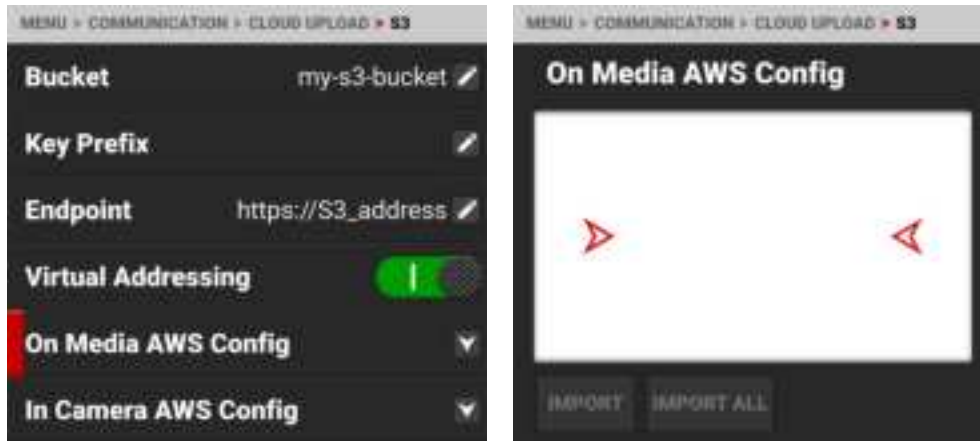 MENU > COMMUNICATION > CLOUD UPLOAD > S3
Bucket my-s3-bucket
Key Prefix
Endpoint https://S3_address
Virtual Addressing
On Media AWS Config
In Camera AWS Config
MENU > COMMUNICATION > CLOUD UPLOAD > S3
On Media AWS Config
IMPORT IMPORT ALL